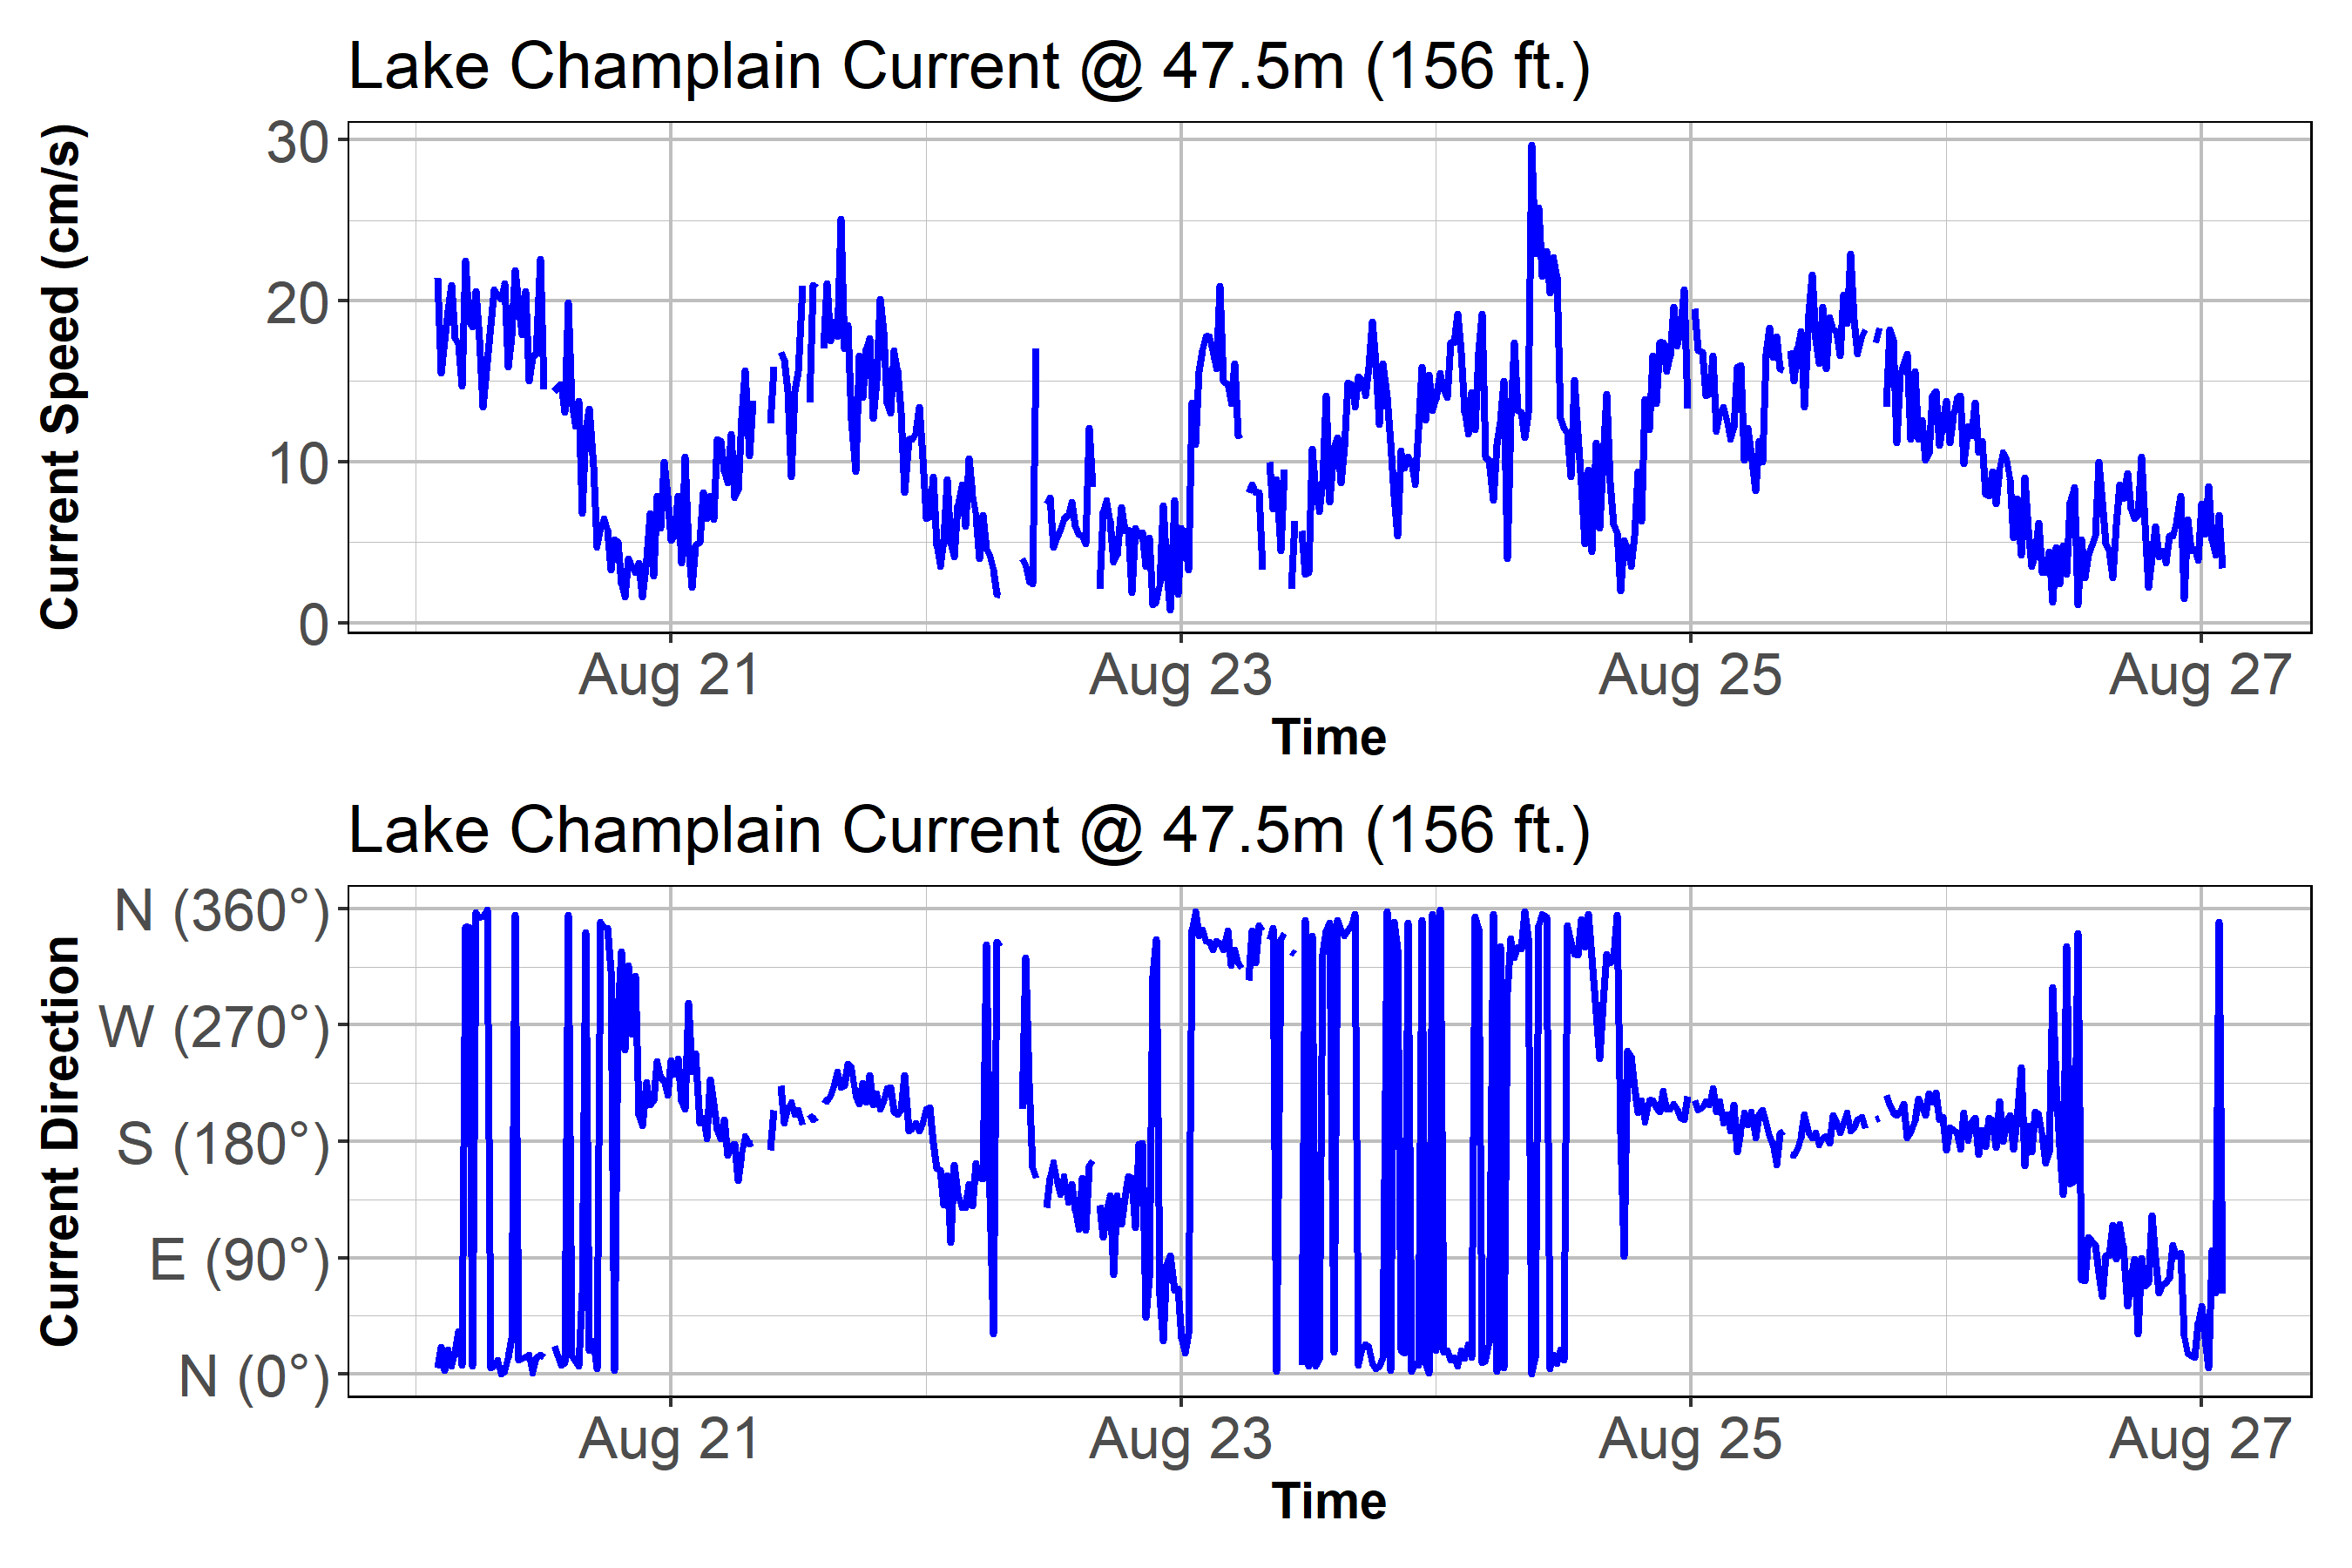 Lake Champlain Current @ 47.5m (156 ft.)
Current Speed (cm/s)
30
20
10
0
Aug 21 Aug 23 Aug 25 Aug 27
Time
Lake Champlain Current @ 47.5m (156 ft.)
Current Direction
N (360°)
W (270°)
S (180°)
E (90°)
N (0°)
Aug 21 Aug 23 Aug 25 Aug 27
Time